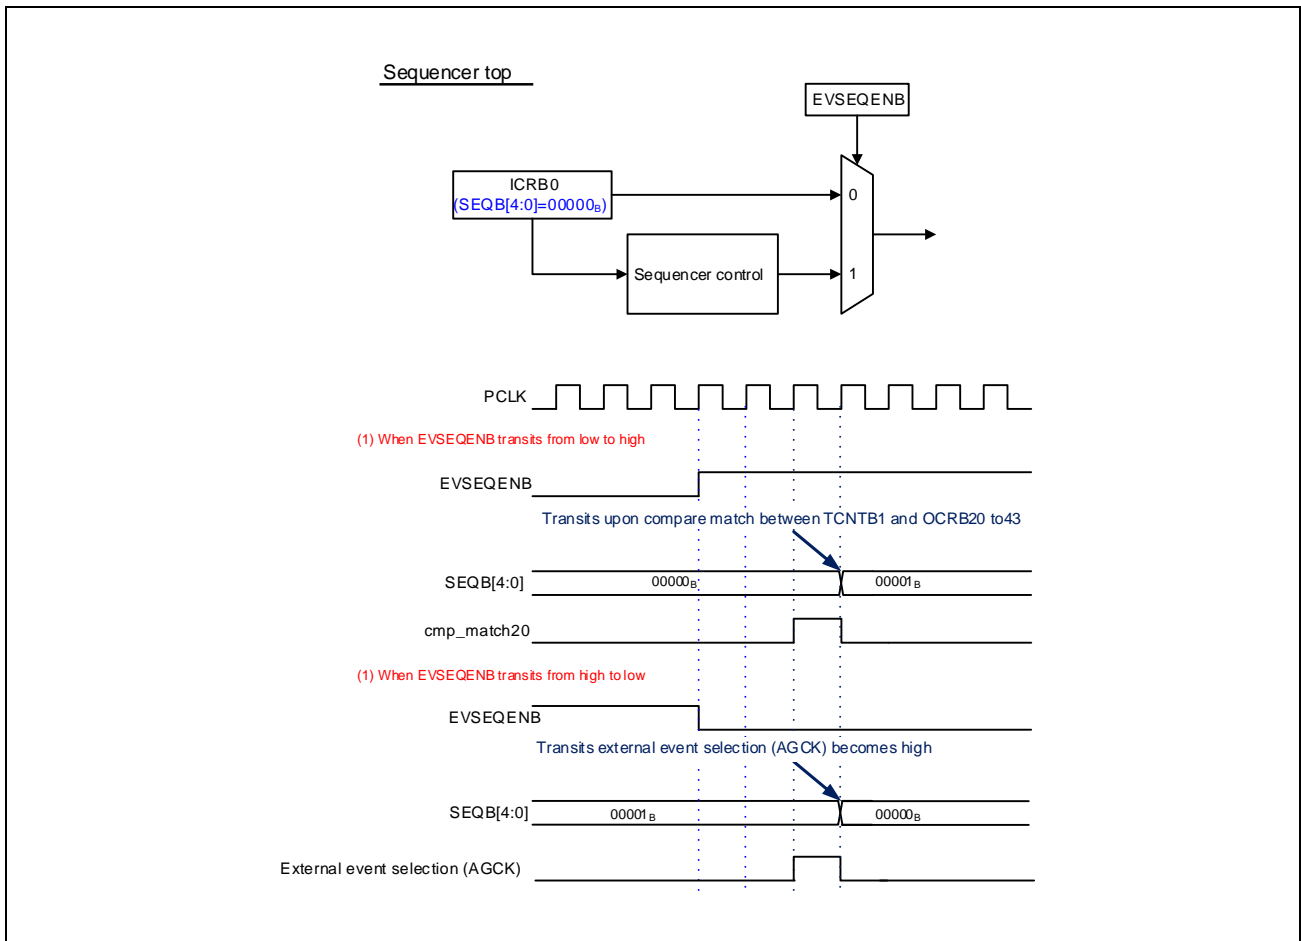 Sequencer top
EVSEQENB
ICRB0
(SEQB[4:0]=00000B)
0
Sequencer control
1
PCLK
(1) When EVSEQENB transits from low to high
EVSEQENB
Transits upon compare match between TCNTB1 and OCRB20 to43
SEQB[4:0]
00000B
00001B
cmp_match20
(1) When EVSEQENB transits from high to low
EVSEQENB
Transits external event selection (AGCK) becomes high
SEQB[4:0]
00001B
00000B
External event selection (AGCK)